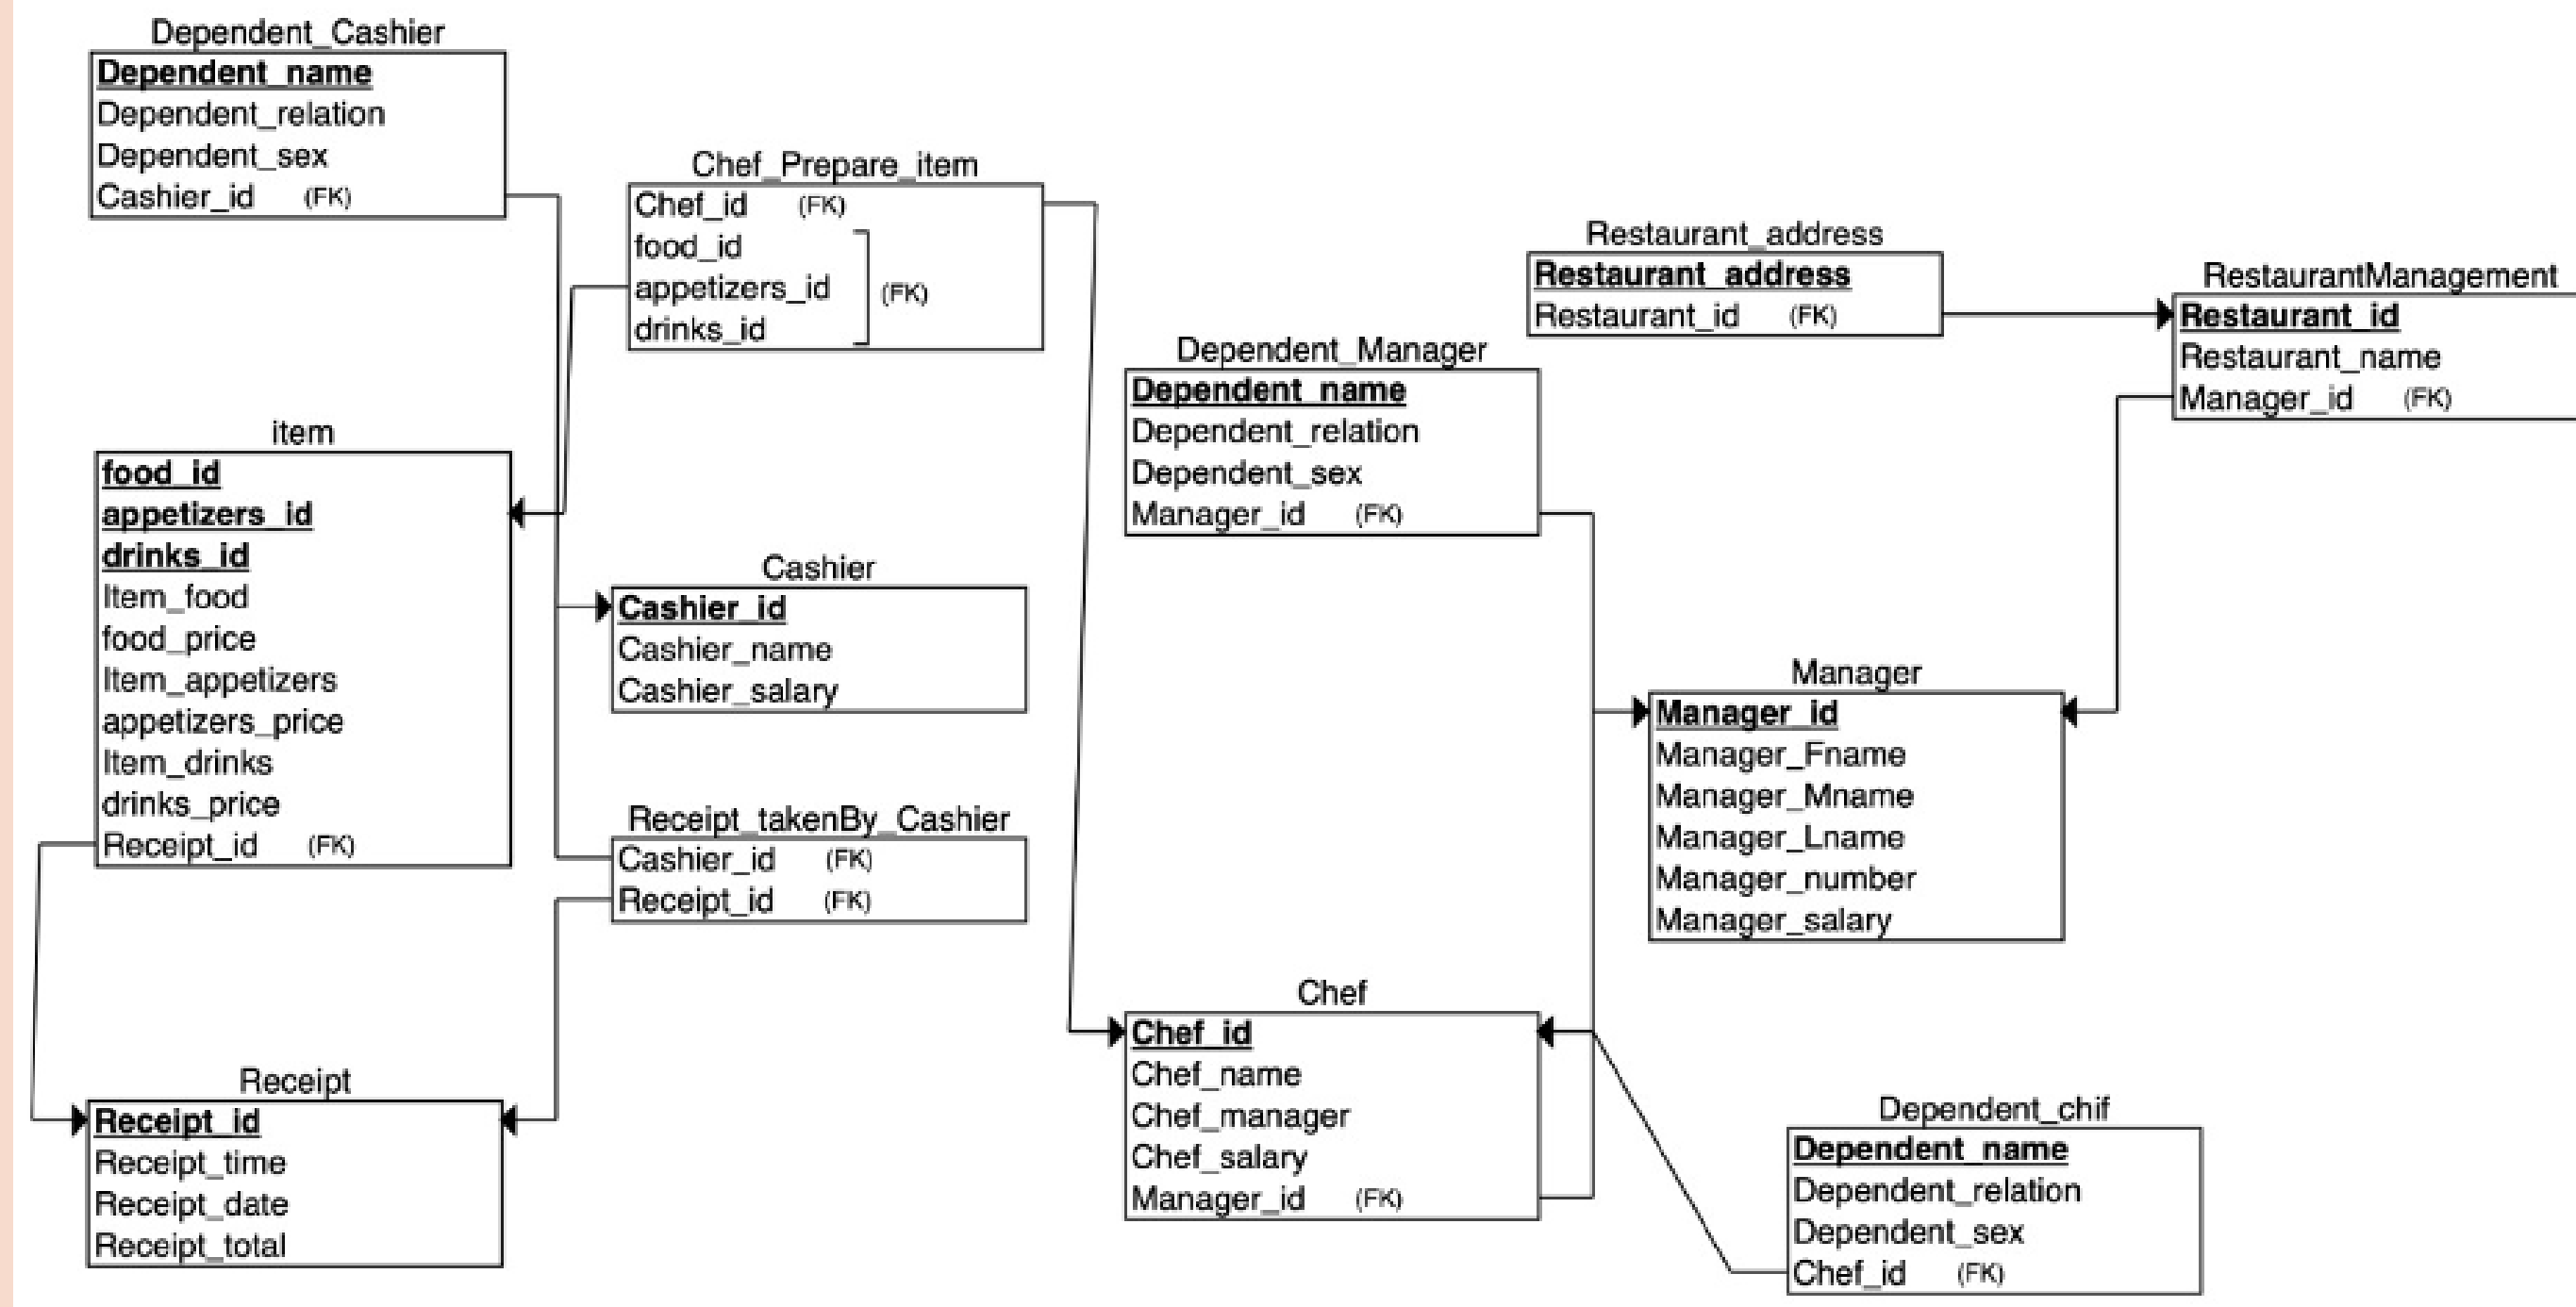 Dependent_Cashier
Dependent_name
Dependent_relation
Dependent_sex
Cashier_id (FK)
Chef_Prepare_item
Chef_id (FK)
food_id
appetizers_id (FK)
drinks_id
Restaurant_address
Restaurant_address
Restaurant_id (FK)
RestaurantManagement
Restaurant_id
Restaurant_name
Manager_id (FK)
Dependent_Manager
Dependent_name
Dependent_relation
Dependent_sex
Manager_id (FK)
item
food_id
appetizers_id
drinks_id
Item_food
food_price
Item_appetizers
appetizers_price
Item_drinks
drinks_price
Receipt_id (FK)
Cashier
Cashier_id
Cashier_name
Cashier_salary
Manager
Manager_id
Manager_Fname
Manager_Mname
Manager_Lname
Manager_number
Manager_salary
Receipt_takenBy_Cashier
Cashier_id (FK)
Receipt_id (FK)
Chef
Chef_id
Chef_name
Chef_manager
Chef_salary
Manager_id (FK)
Receipt
Receipt_id
Receipt_time
Receipt_date
Receipt_total
Dependent_chif
Dependent_name
Dependent_relation
Dependent_sex
Chef_id (FK)